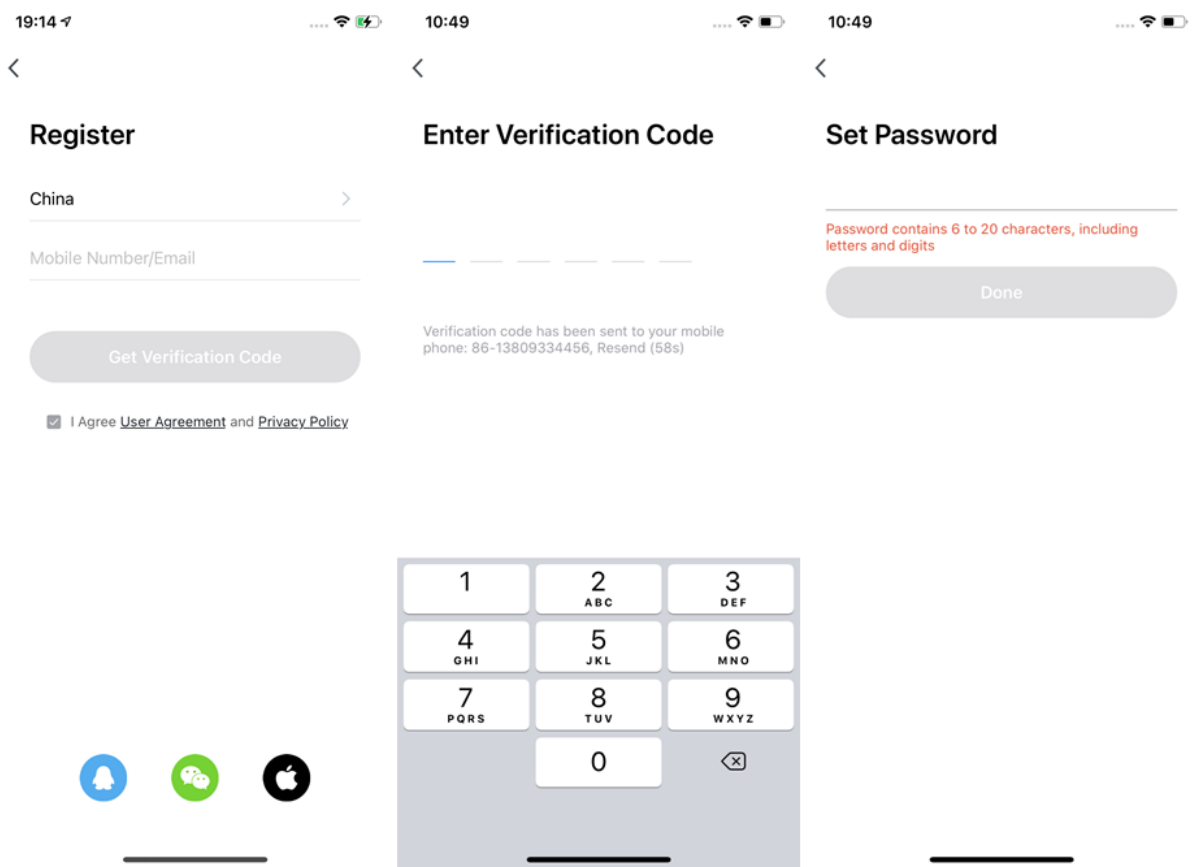 19:14
Register
China
Mobile Number/Email
Get Verification Code
I Agree User Agreement and Privacy Policy
10:49
Enter Verification Code
Verification code has been sent to your mobile
phone: 86-13809334456, Resend (58s)
1
2
ABC
3
DEF
4
GHI
5
JKL
6
MNO
7
PQRS
8
TUV
9
WXYZ
0
10:49
Set Password
Password contains 6 to 20 characters, including
letters and digits
Done